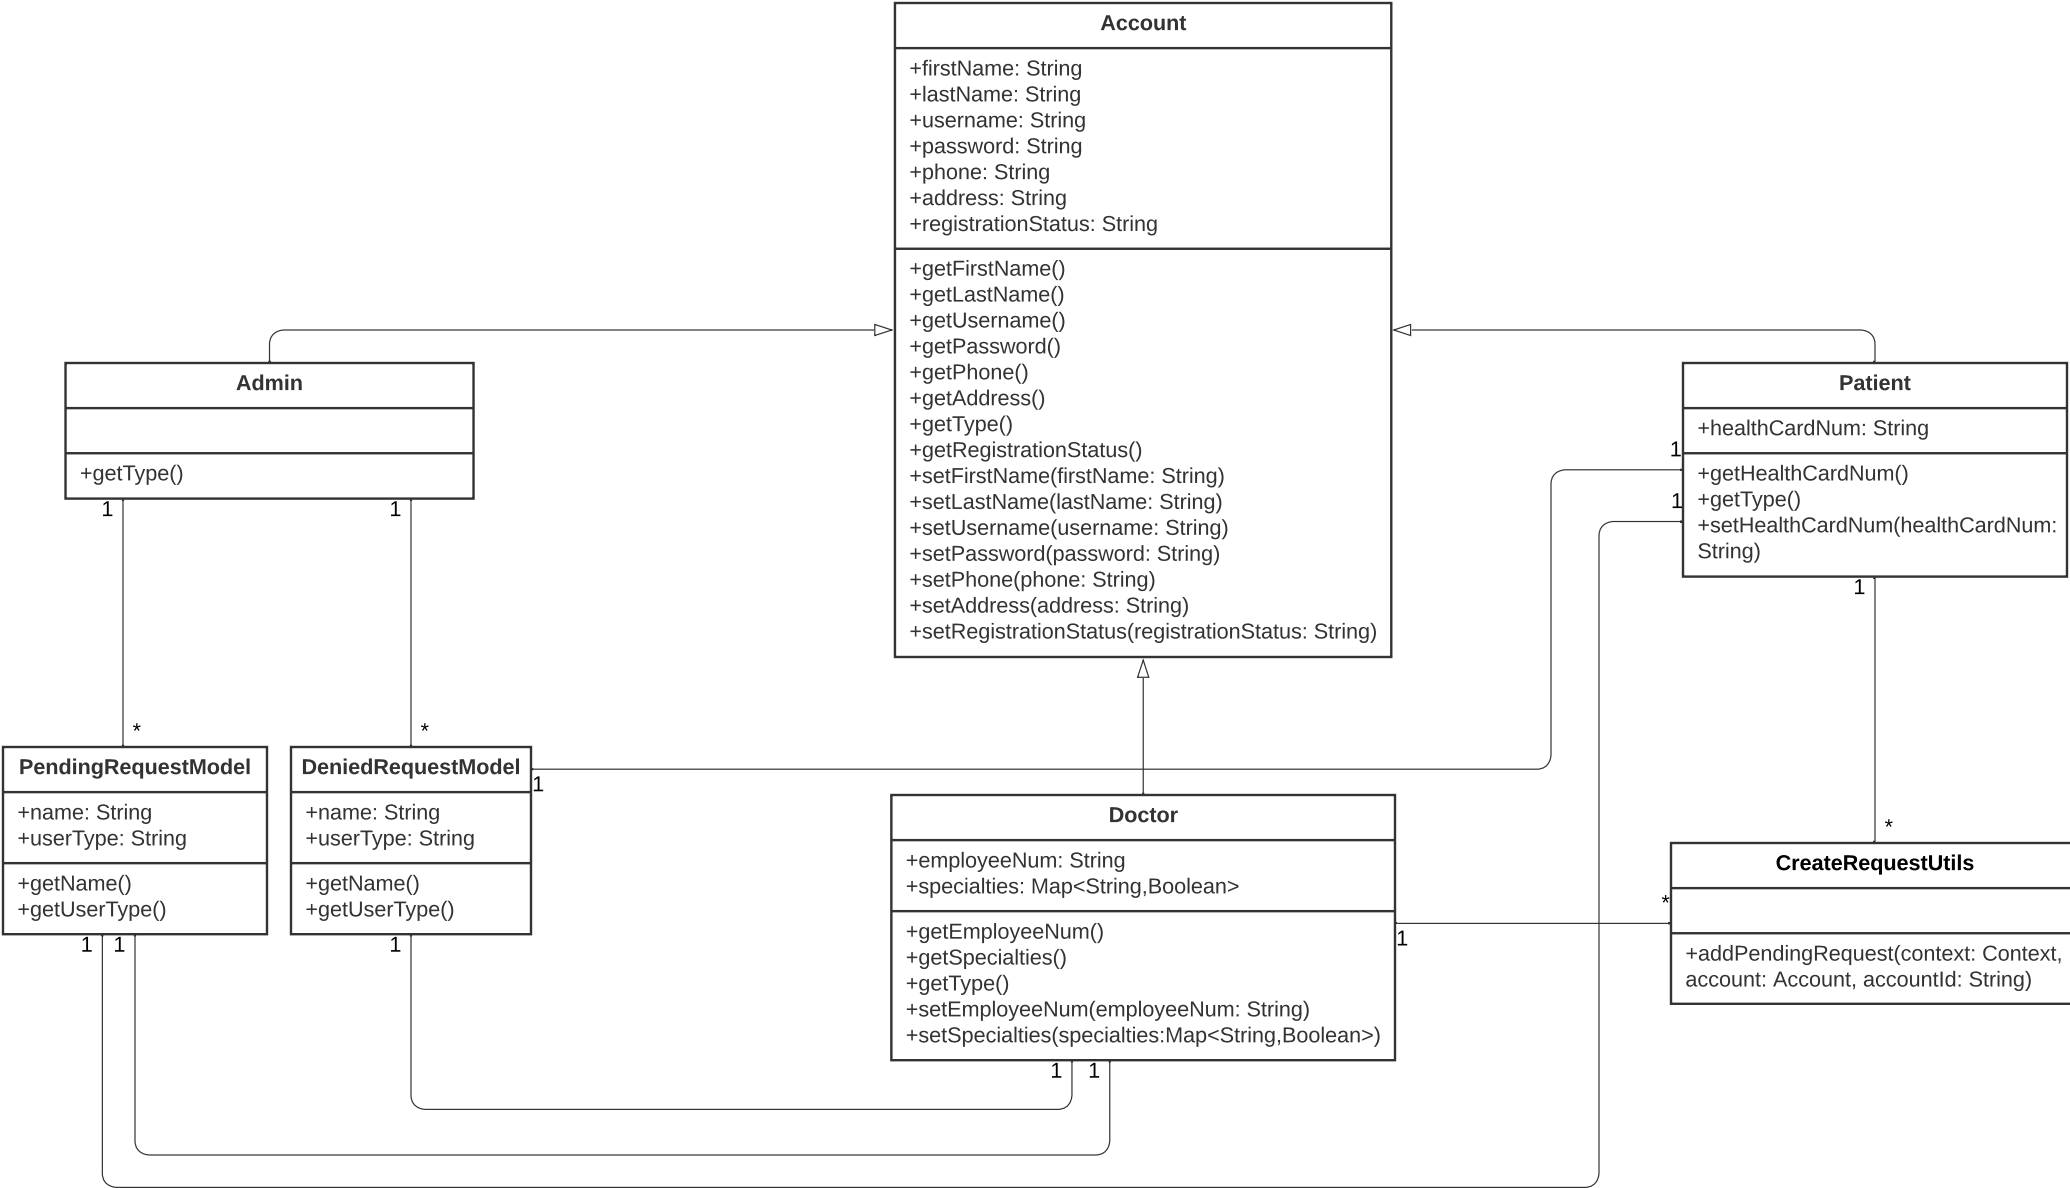 Account
+firstName: String
+lastName: String
+username: String
+password: String
+phone: String
+address: String
+registrationStatus: String
+getFirstName()
+getLastName()
+getUsername()
+getPassword()
+getPhone()
+getAddress()
+getType()
+getRegistrationStatus()
+setFirstName(firstName: String)
+setLastName(lastName: String)
+setUsername(username: String)
+setPassword(password: String)
+setPhone(phone: String)
+setAddress(address: String)
+setRegistrationStatus(registrationStatus: String)
Admin
+getType()
1
1
Patient
+healthCardNum: String
1
+getHealthCardNum()
1
+getType()
+setHealthCardNum(healthCardNum:
String)
1
*
*
PendingRequestModel
+name: String
+userType: String
+getName()
+getUserType()
1
1
DeniedRequestModel
1
+name: String
+userType: String
+getName()
+getUserType()
1
Doctor
+employeeNum: String
+specialties: Map<String,Boolean>
+getEmployeeNum()
+getSpecialties()
+getType()
+setEmployeeNum(employeeNum: String)
+setSpecialties(specialties:Map<String,Boolean>)
1
1
1
*
*
CreateRequestUtils
+addPendingRequest(context: Context,
account: Account, accountId: String)